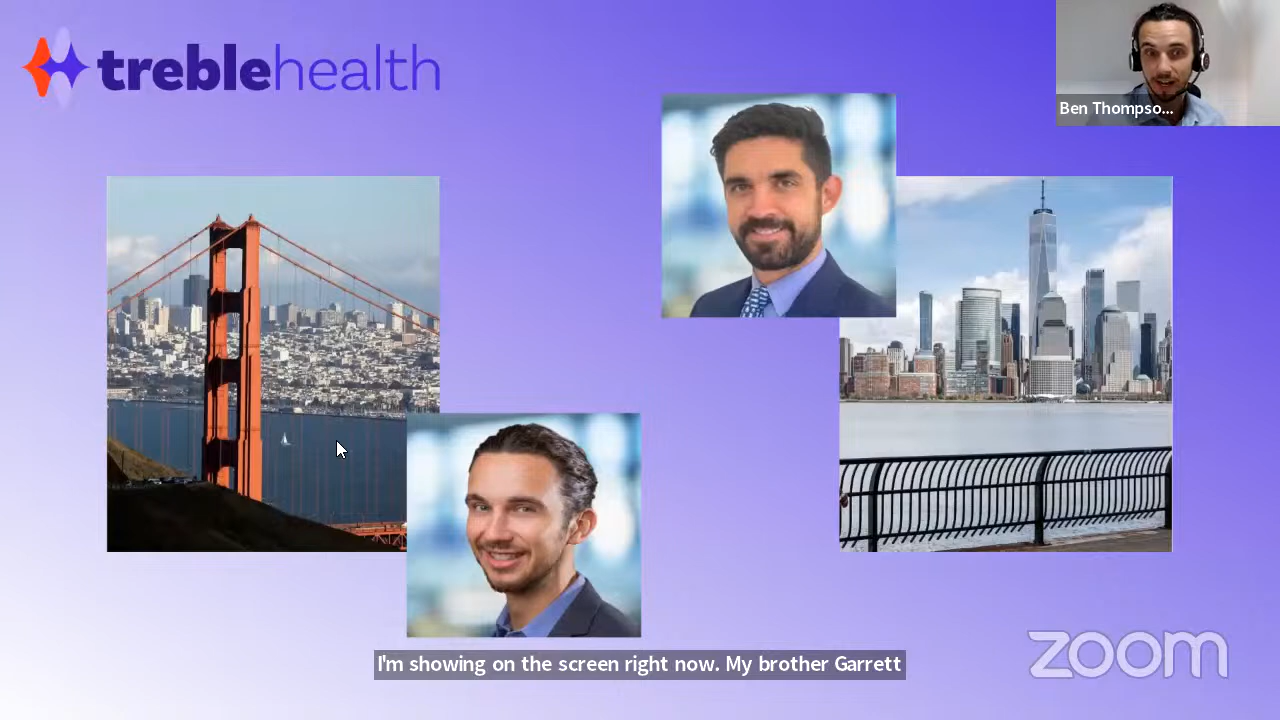 treblehealth
Ben Thompso...
I'm showing on the screen right now. My brother Garrett
zoom